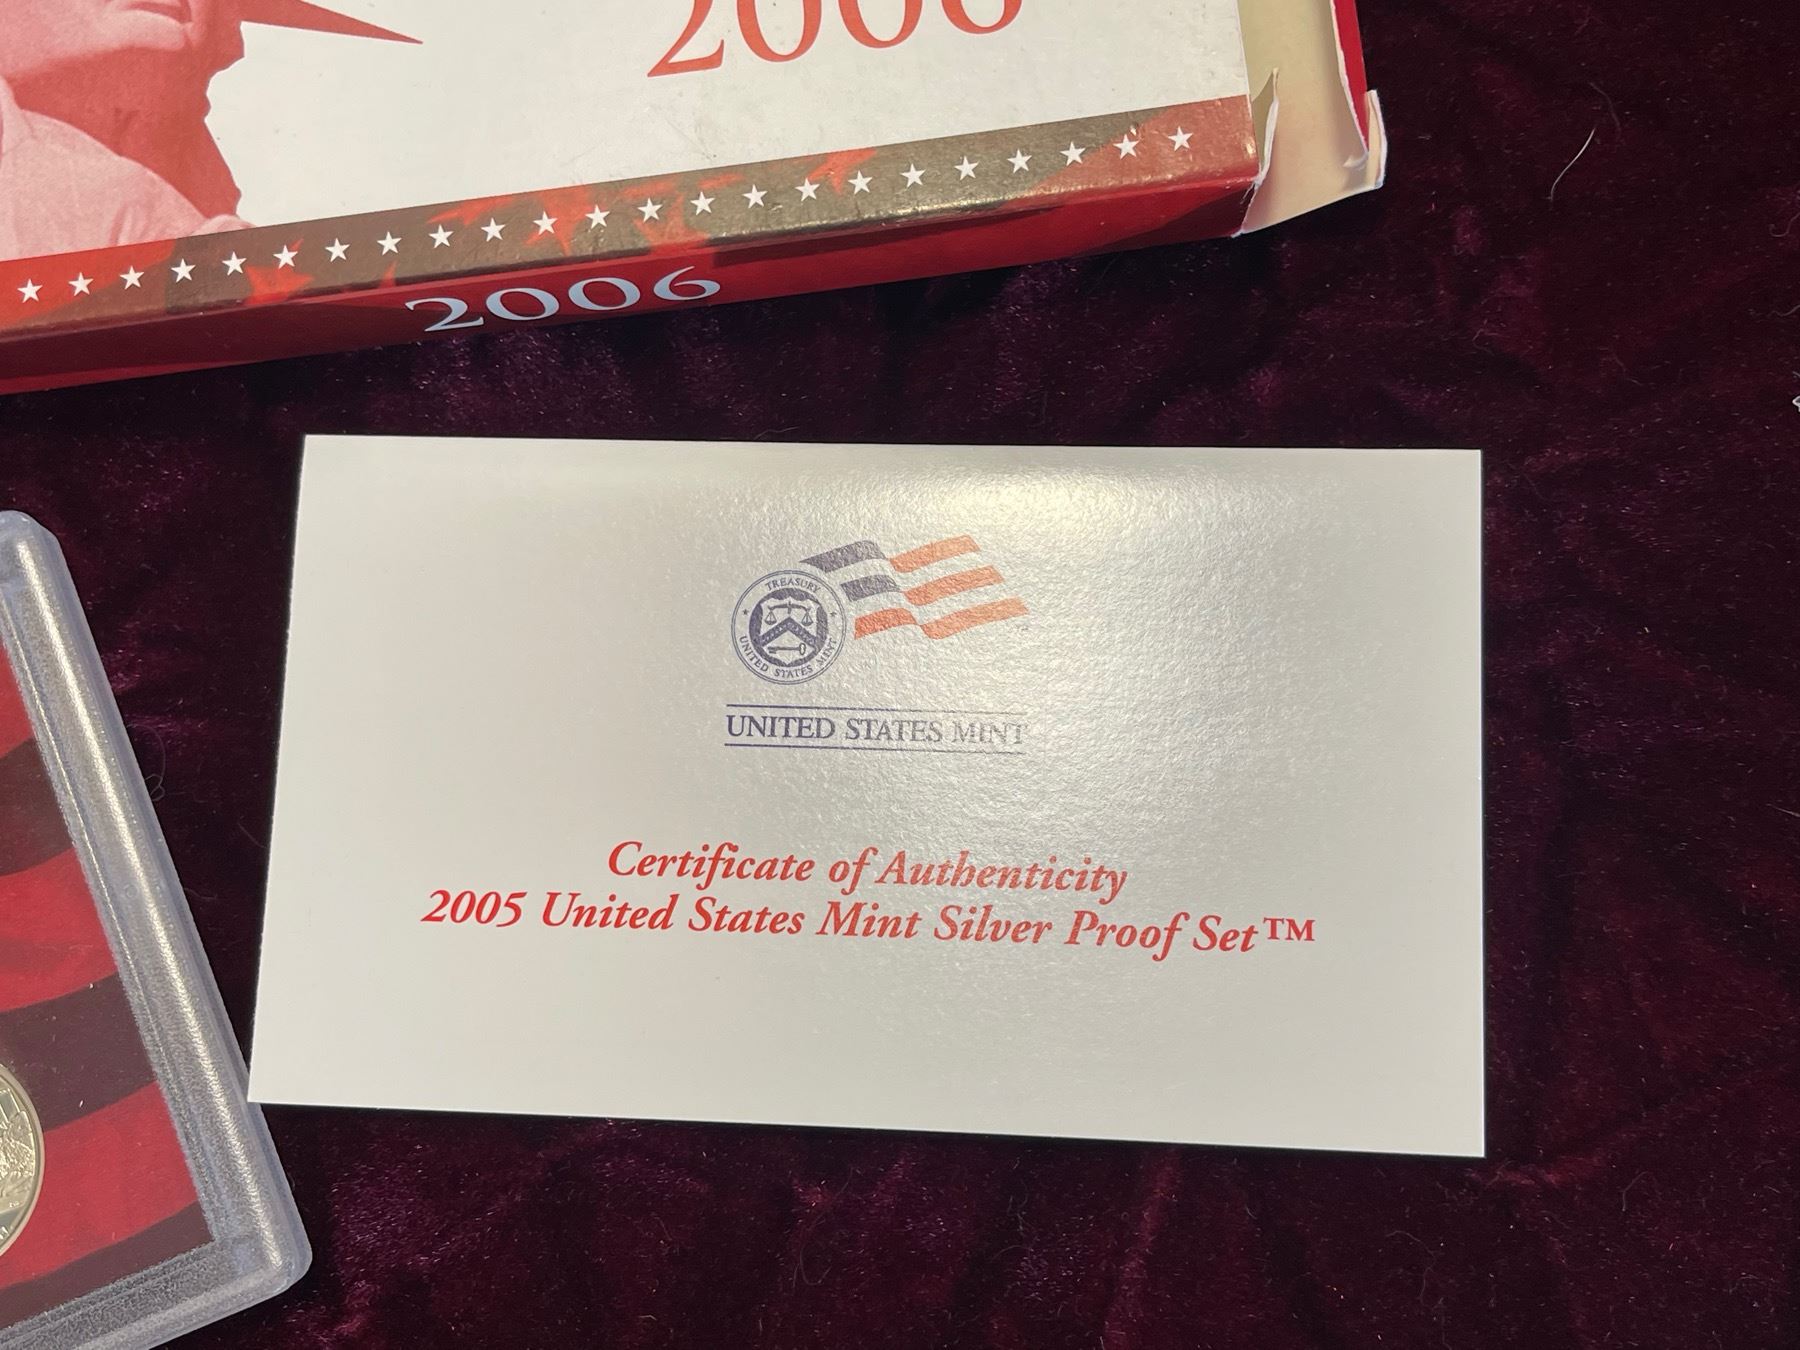 2006
2006
TREASURY
UNITED STATES MINT
UNITED STATES MINT
Certificate of Authenticity
2005 United States Mint Silver Proof Set™